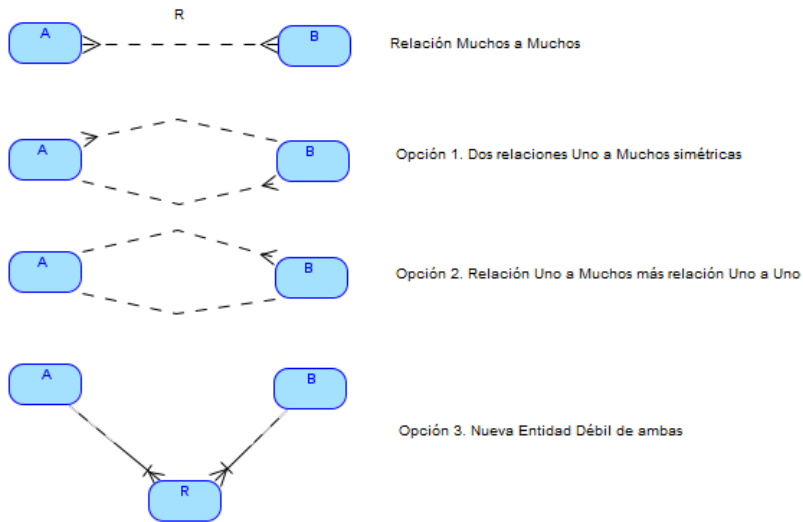 R
A
B
Relación Muchos a Muchos
A
B
Opción 1. Dos relaciones Uno a Muchos simétricas
A
B
Opción 2. Relación Uno a Muchos más relación Uno a Uno
A
B
Opción 3. Nueva Entidad Débil de ambas
R